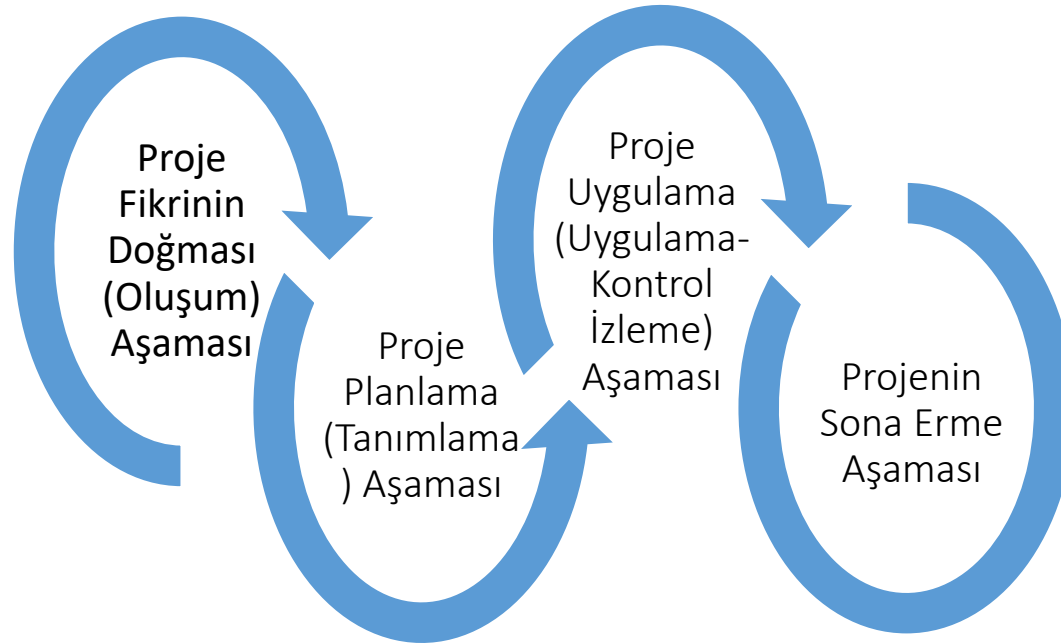 Proje
Fikrinin
Doğması
(Oluşum)
Aşaması
Proje
Planlama
(Tanımlama
) Aşaması
Proje
Uygulama
(Uygulama-
Kontrol
İzleme)
Aşaması
Projenin
Sona Erme
Aşaması